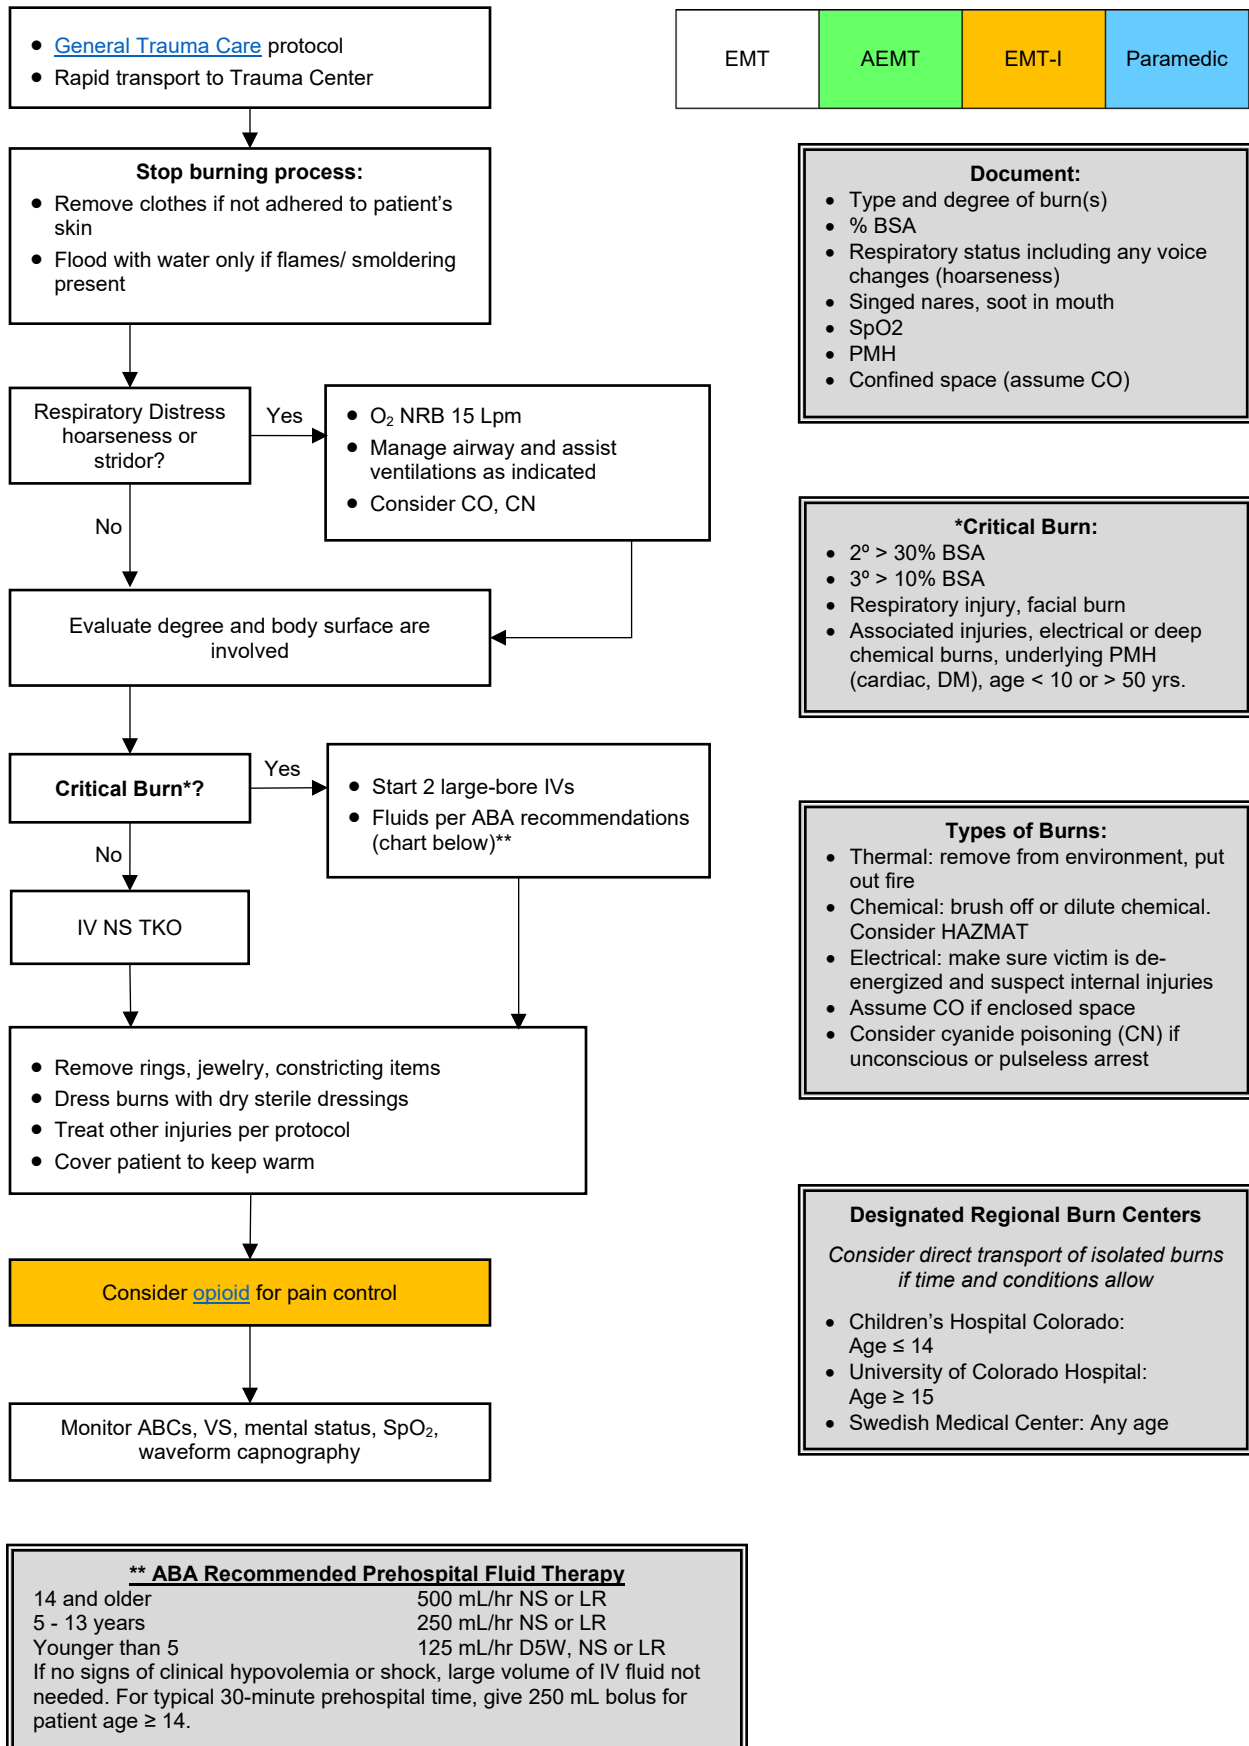 • General Trauma Care protocol
• Rapid transport to Trauma Center
EMT
AEMT
EMT-I
Paramedic
Stop burning process:
• Remove clothes if not adhered to patient's
skin
• Flood with water only if flames/ smoldering
present
Document:
• Type and degree of burn(s)
• % BSA
• Respiratory status including any voice
changes (hoarseness)
• Singed nares, soot in mouth
• SpO2
• PMH
• Confined space (assume CO)
Respiratory Distress
hoarseness or
stridor?
Yes
• O₂ NRB 15 Lpm
• Manage airway and assist
ventilations as indicated
• Consider CO, CN
No
*Critical Burn:
• 2º > 30% BSA
• 3º > 10% BSA
• Respiratory injury, facial burn
• Associated injuries, electrical or deep
chemical burns, underlying PMH
(cardiac, DM), age < 10 or > 50 yrs.
Evaluate degree and body surface are
involved
Critical Burn*?
Yes
• Start 2 large-bore IVs
• Fluids per ABA recommendations
(chart below)**
No
IV NS TKO
Types of Burns:
• Thermal: remove from environment, put
out fire
• Chemical: brush off or dilute chemical.
Consider HAZMAT
• Electrical: make sure victim is de-
energized and suspect internal injuries
• Assume CO if enclosed space
• Consider cyanide poisoning (CN) if
unconscious or pulseless arrest
• Remove rings, jewelry, constricting items
• Dress burns with dry sterile dressings
• Treat other injuries per protocol
• Cover patient to keep warm
Consider opioid for pain control
Monitor ABCs, VS, mental status, SpO₂,
waveform capnography
Designated Regional Burn Centers
Consider direct transport of isolated burns
if time and conditions allow
• Children's Hospital Colorado:
Age ≤ 14
• University of Colorado Hospital:
Age ≥ 15
• Swedish Medical Center: Any age
** ABA Recommended Prehospital Fluid Therapy
14 and older 500 mL/hr NS or LR
5 - 13 years 250 mL/hr NS or LR
Younger than 5 125 mL/hr D5W, NS or LR
If no signs of clinical hypovolemia or shock, large volume of IV fluid not
needed. For typical 30-minute prehospital time, give 250 mL bolus for
patient age ≥ 14.